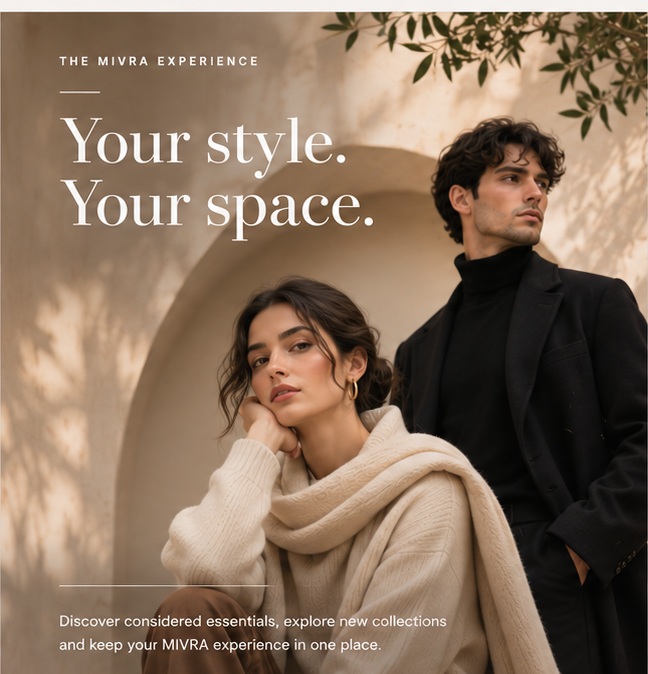 THE MIVRA EXPERIENCE
Your style.
Your space.
Discover considered essentials, explore new collections
and keep your MIVRA experience in one place.